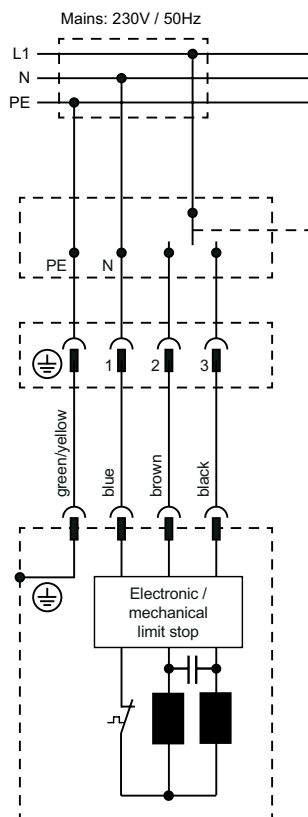 Mains: 230V / 50Hz
L1
N
PE
PE
N
1
2
3
green/yellow
blue
brown
black
Electronic /
mechanical
limit stop